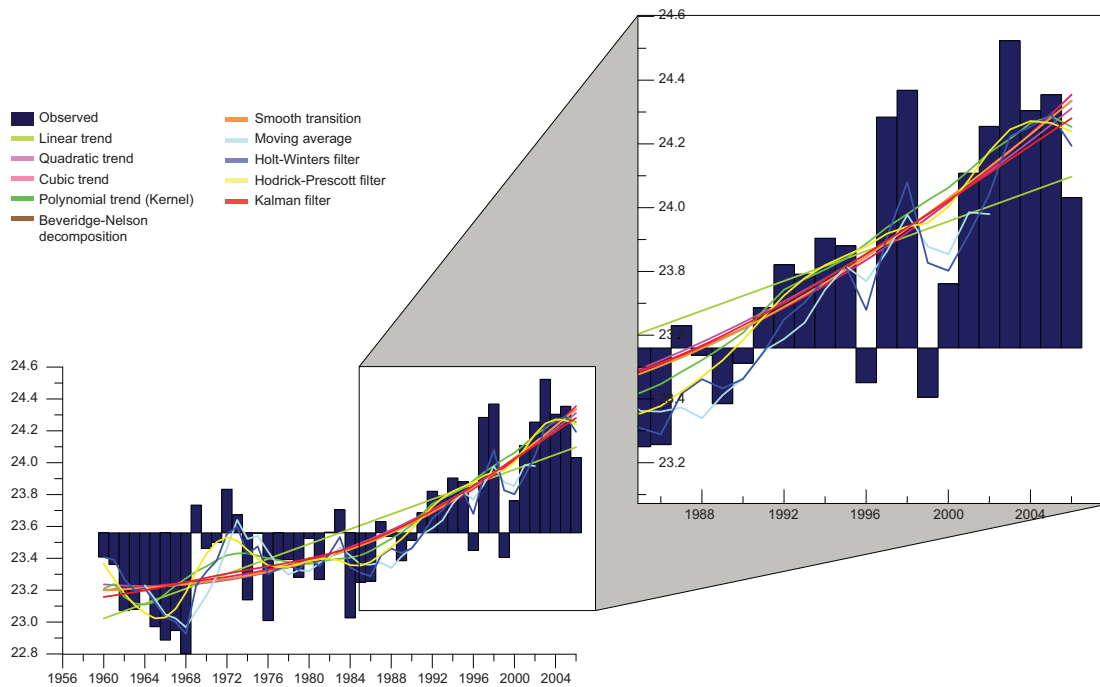 Observed
Linear trend
Quadratic trend
Cubic trend
Polynomial trend (Kernel)
Beveridge-Nelson
decomposition
Smooth transition
Moving average
Holt-Winters filter
Hodrick-Prescott filter
Kalman filter
24.6
24.4
24.2
24.0
23.8
23.4
23.2
1988 1992 1996 2000 2004
24.6
24.4
24.2
24.0
23.8
23.6
23.4
23.2
23.0
22.8
1956 1960 1964 1968 1972 1976 1980 1984 1988 1992 1996 2000 2004